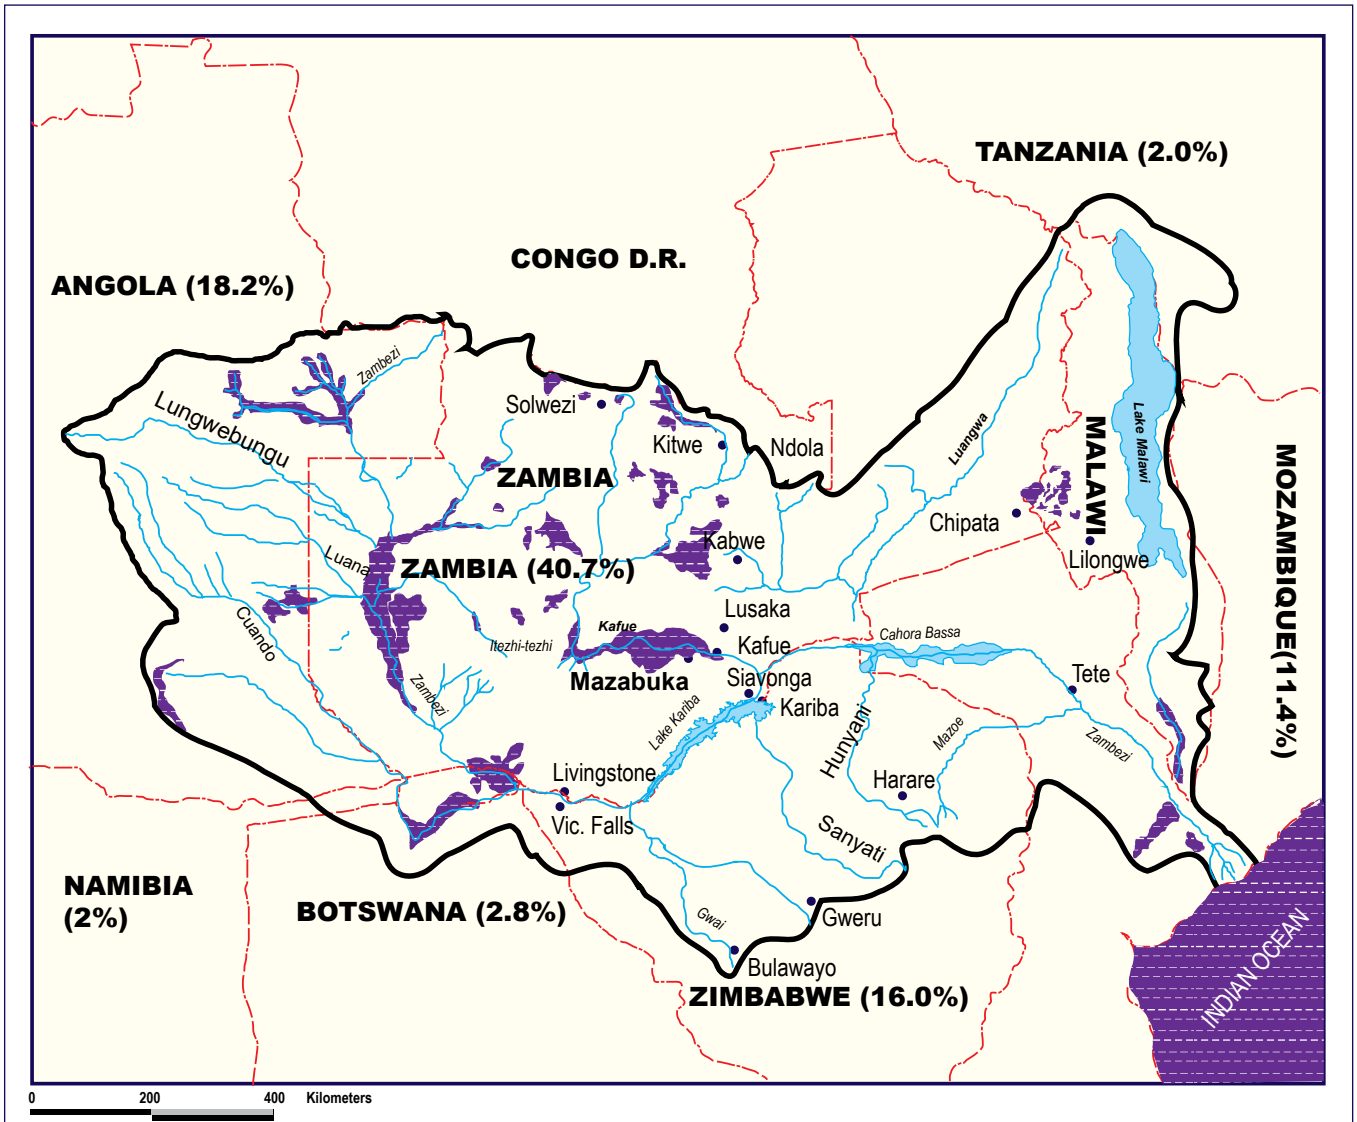 TANZANIA (2.0%)
CONGO D.R.
ANGOLA (18.2%)
Zambezi
Lungwebungu
Solwezi
Kitwe
Ndola
Luangwa
Lake Malawi
MALAWI
MOZAMBIQUE(11.4%)
ZAMBIA
Chipata
Kabwe
Lilongwe
Luana
ZAMBIA (40.7%)
Cuando
Lusaka
Kafue
Kafue
Itezhi-tezhi
Cahora Bassa
Mazabuka
Siavonga
Tete
Zambezi
Lake Kariba
Kariba
Hunyani
Mazoe
Zambezi
Livingstone
Harare
Vic. Falls
Sanyati
NAMIBIA
(2%)
BOTSWANA (2.8%)
Gwai
Gweru
Bulawayo
ZIMBABWE (16.0%)
INDIAN OCEAN
0 200 400 Kilometers